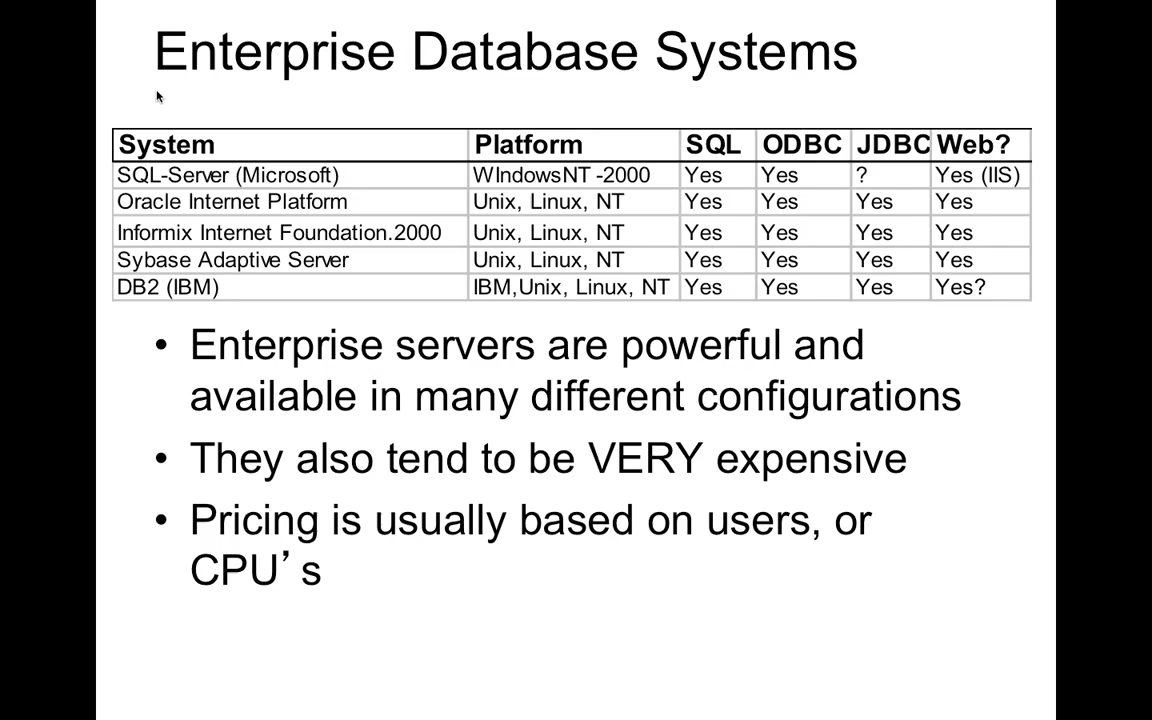 Enterprise Database Systems
System Platform SQL ODBC JDBC Web?
SQL-Server (Microsoft) WIndowsNT -2000 Yes Yes ? Yes (IIS)
Oracle Internet Platform Unix, Linux, NT Yes Yes Yes Yes
Informix Internet Foundation.2000 Unix, Linux, NT Yes Yes Yes Yes
Sybase Adaptive Server Unix, Linux, NT Yes Yes Yes Yes
DB2 (IBM) IBM,Unix, Linux, NT Yes Yes Yes Yes?
• Enterprise servers are powerful and
available in many different configurations
• They also tend to be VERY expensive
• Pricing is usually based on users, or
CPU’s